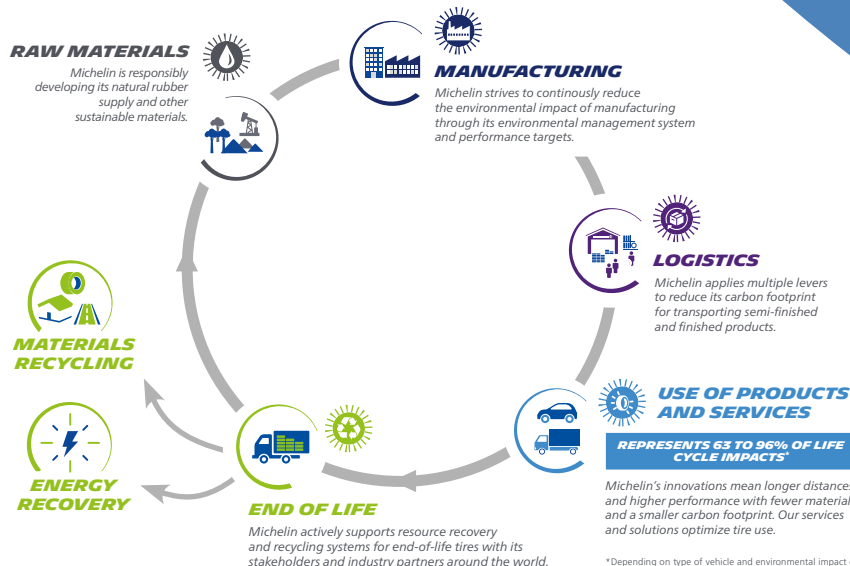 RAW MATERIALS
Michelin is responsibly
developing its natural rubber
supply and other
sustainable materials.
MANUFACTURING
Michelin strives to continously reduce
the environmental impact of manufacturing
through its environmental management system
and performance targets.
LOGISTICS
Michelin applies multiple levers
to reduce its carbon footprint
for transporting semi-finished
and finished products.
USE OF PRODUCTS
AND SERVICES
REPRESENTS 63 TO 96% OF LIFE
CYCLE IMPACTS*
Michelin's innovations mean longer distances
and higher performance with fewer material
and a smaller carbon footprint. Our services
and solutions optimize tire use.
*Depending on type of vehicle and environmental impact
END OF LIFE
Michelin actively supports resource recovery
and recycling systems for end-of-life tires with its
stakeholders and industry partners around the world.
MATERIALS
RECYCLING
ENERGY
RECOVERY